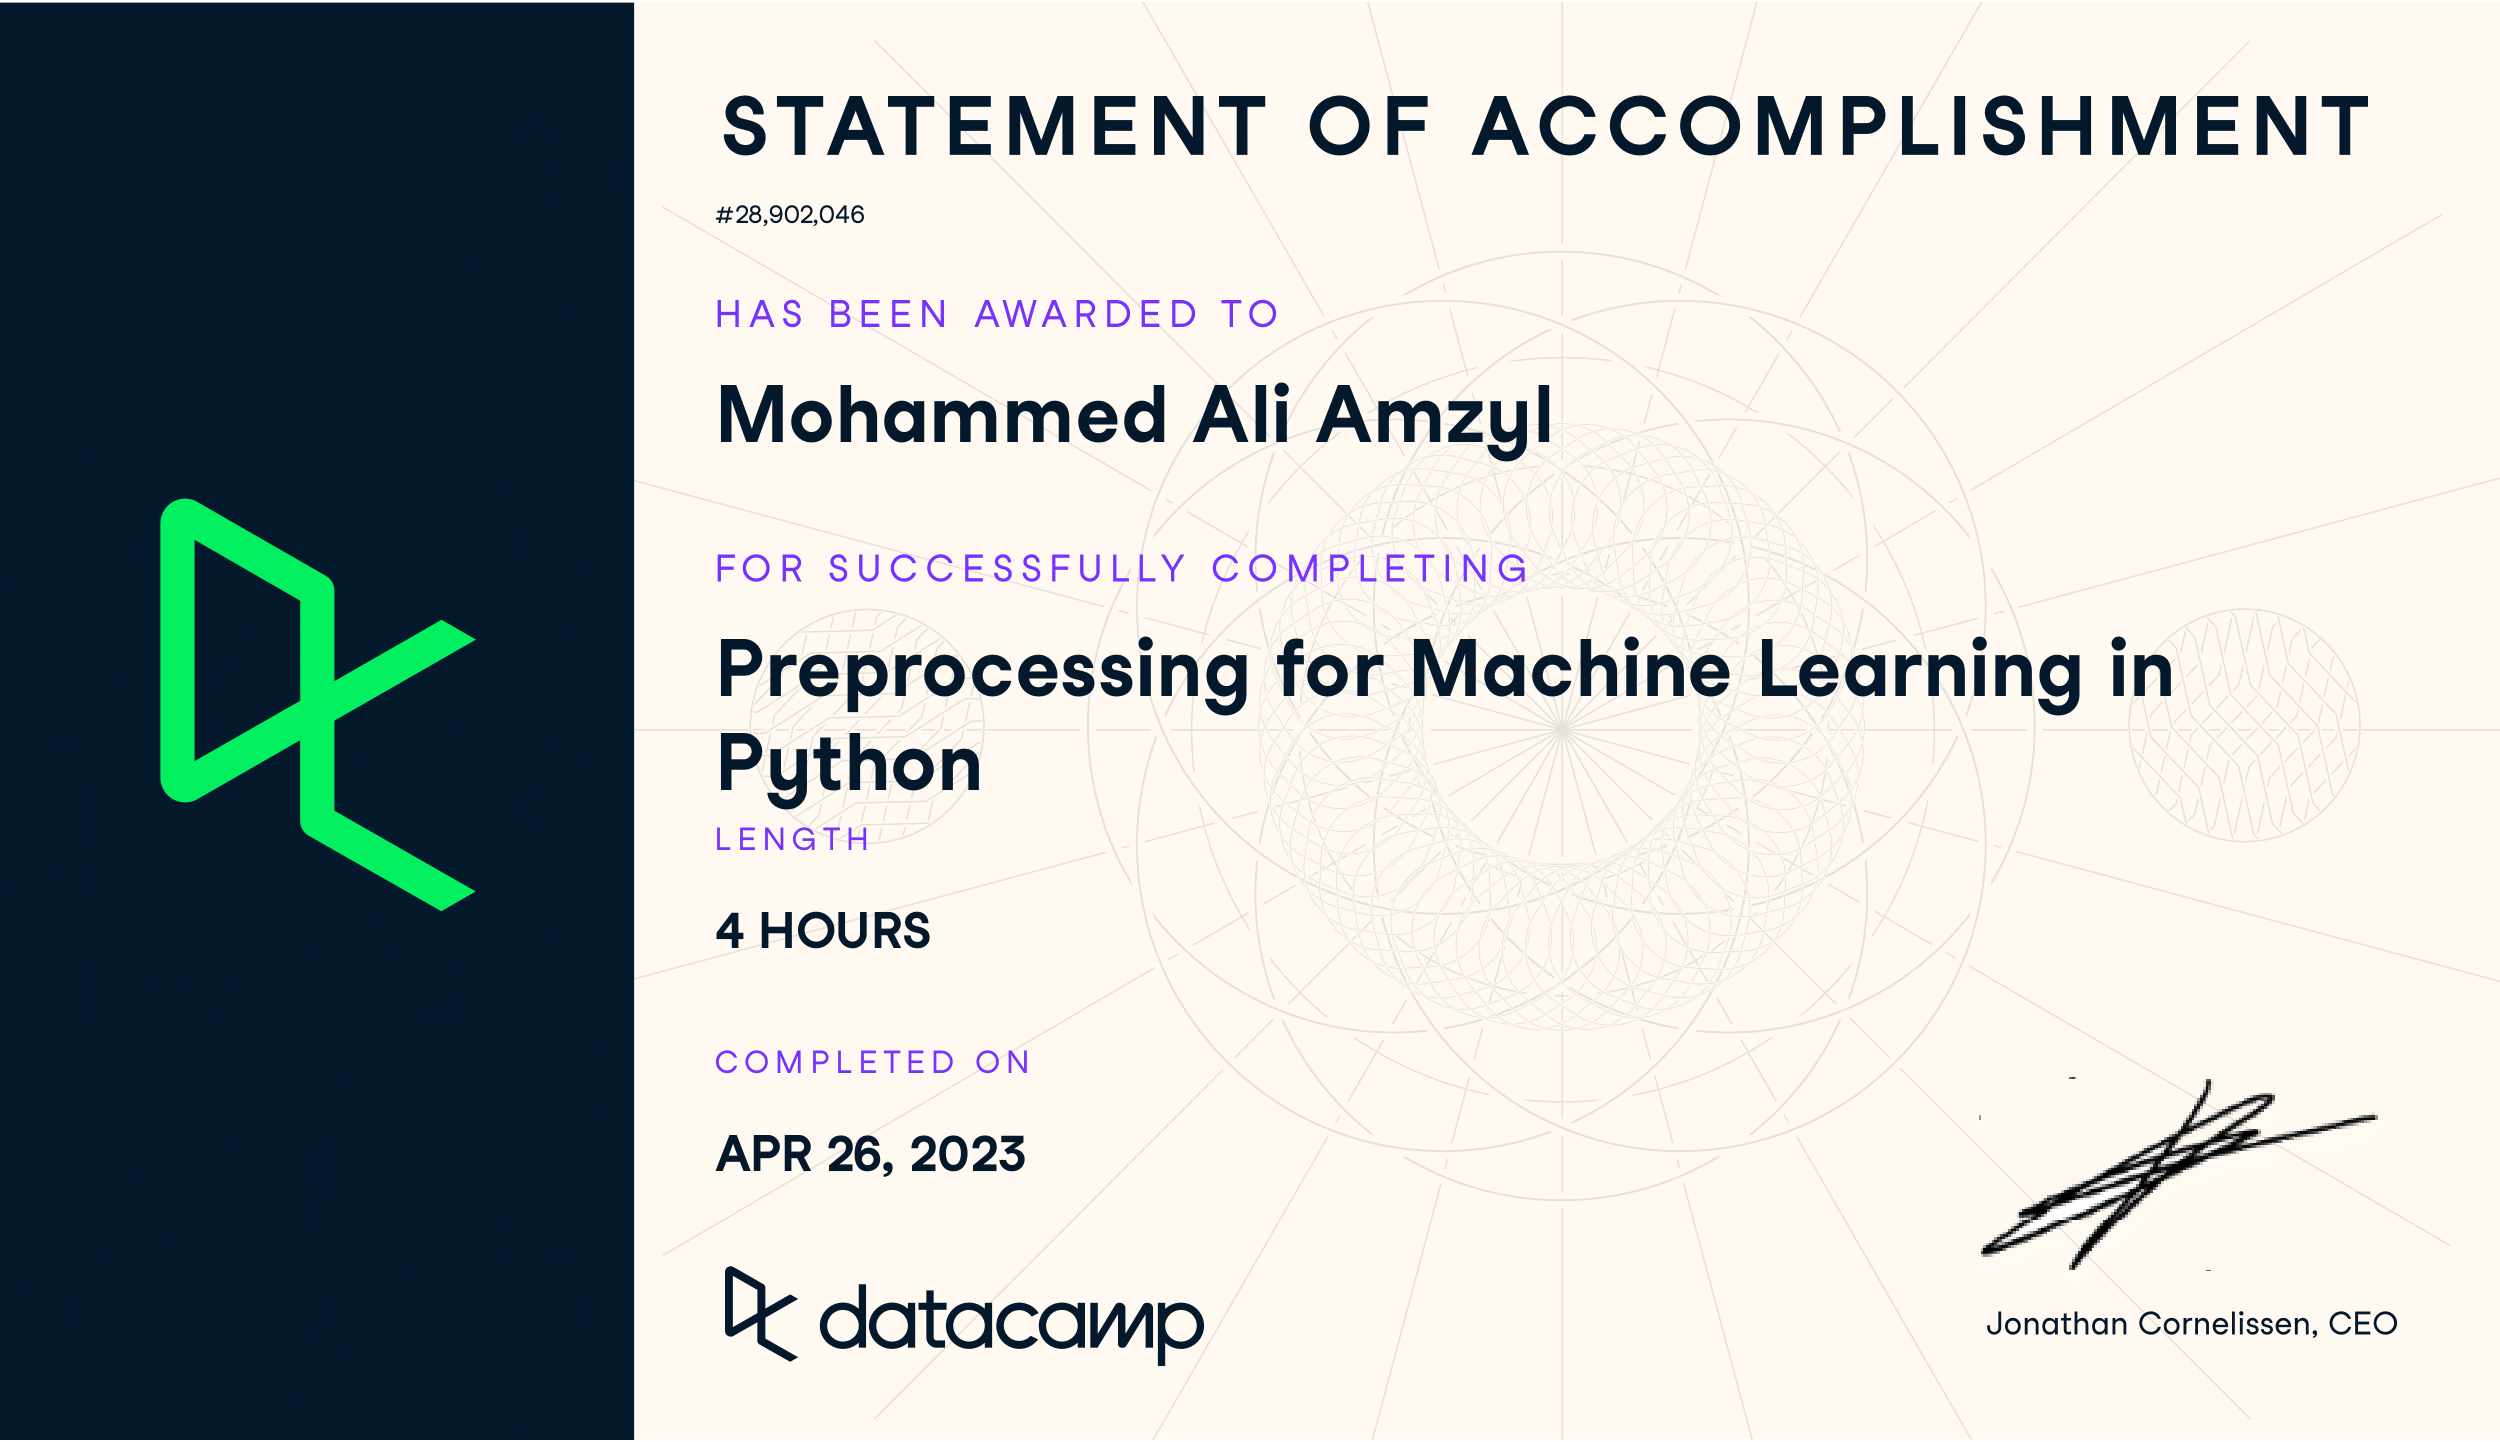 STATEMENT OF ACCOMPLISHMENT
#28,902,046
HAS BEEN AWARDED TO
Mohammed Ali Amzyl
FOR SUCCESSFULLY COMPLETING
Preprocessing for Machine Learning in
Python
LENGTH
4 HOURS
COMPLETED ON
APR 26, 2023
datacamp
Jonathan Cornelissen, CEO